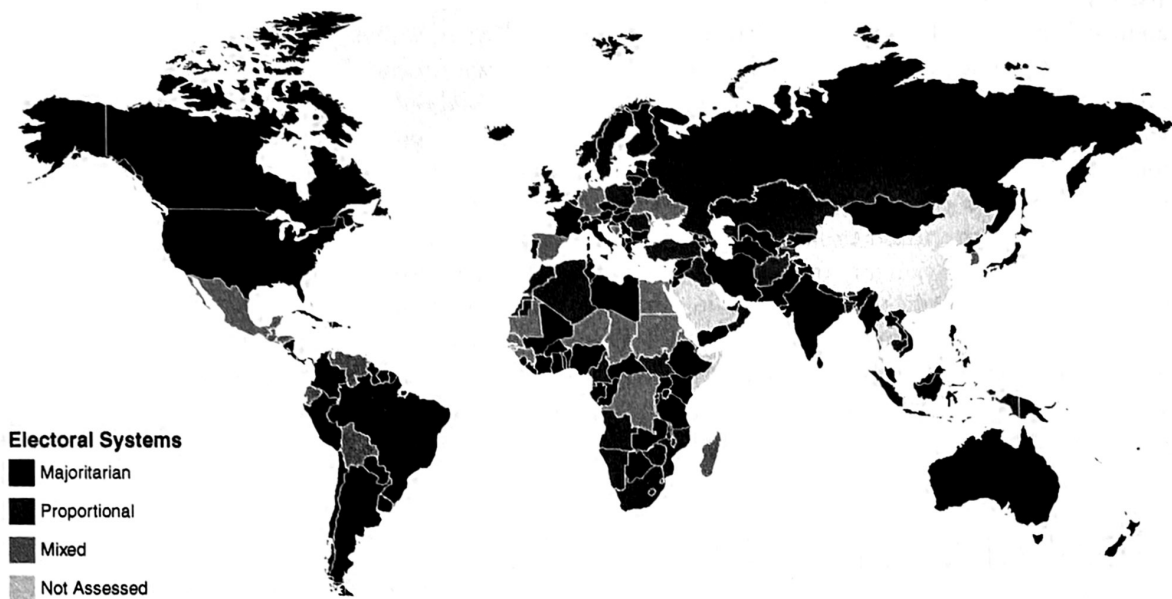 Electoral Systems
Majoritarian
Proportional
Mixed
Not Assessed